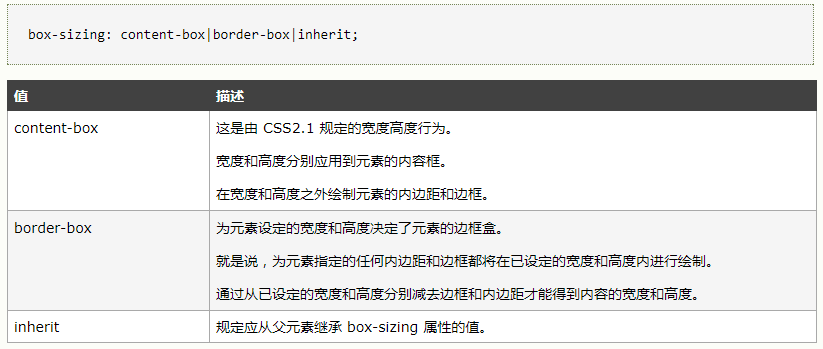 box-sizing: content-box|border-box|inherit;
值 描述
content-box 这是由 CSS2.1 规定的宽度高度行为。
宽度和高度分别应用到元素的内容框。
在宽度和高度之外绘制元素的内边距和边框。
border-box 为元素设定的宽度和高度决定了元素的边框盒。
就是说，为元素指定的任何内边距和边框都将在已设定的宽度和高度内进行绘制。
通过从已设定的宽度和高度分别减去边框和内边距才能得到内容的宽度和高度。
inherit 规定应从父元素继承 box-sizing 属性的值。